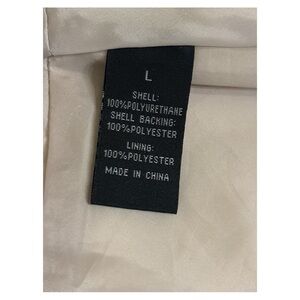 L
SHELL:
100%POLYURETHANE
SHELL BACKING:
100%POLYESTER
LINING:
100%POLYESTER
MADE IN CHINA